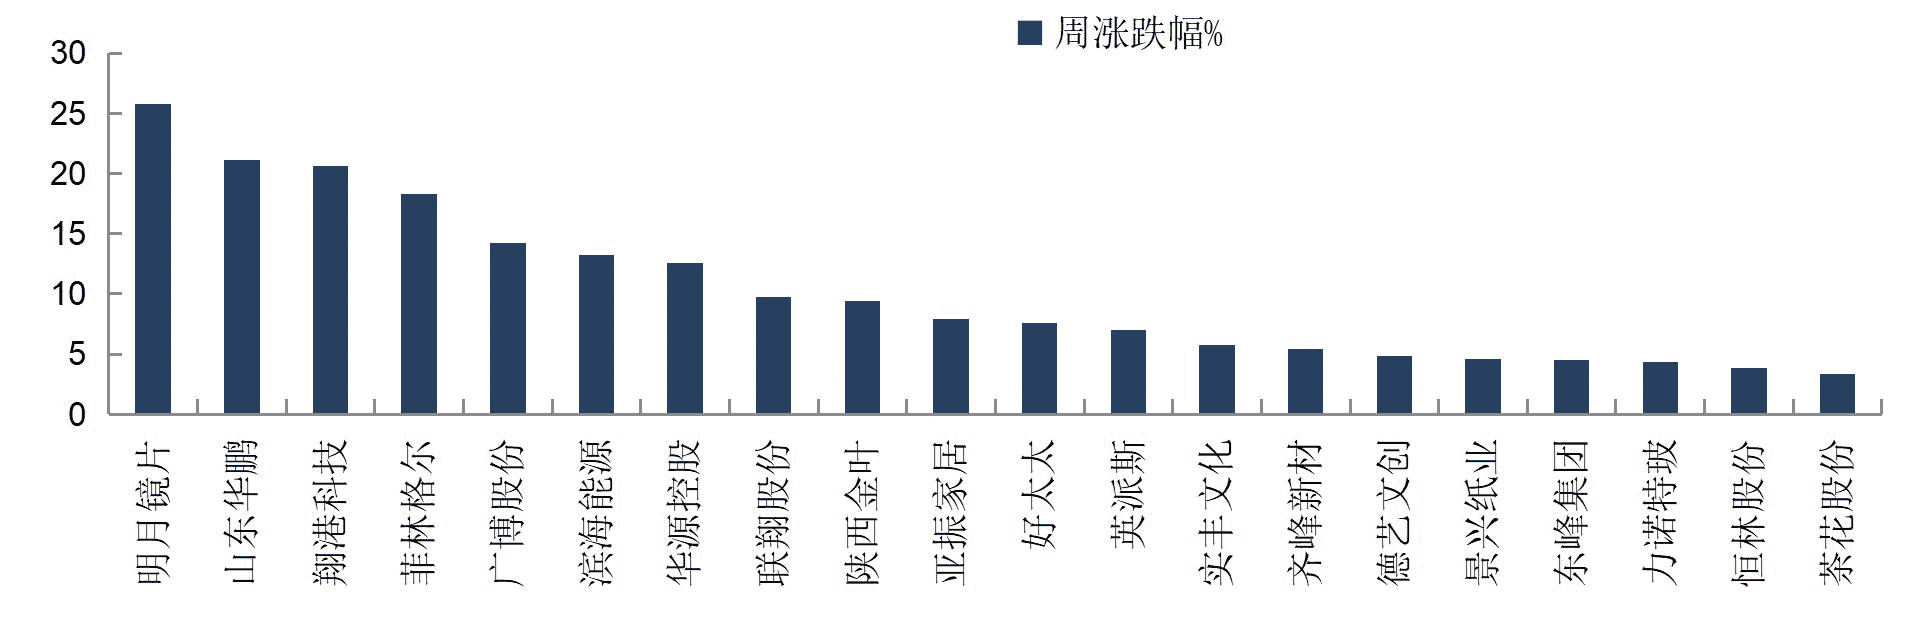 周涨跌幅%
30
25
20
15
10
5
0
明月镜片
山东华鹏
翔港科技
菲林格尔
广博股份
滨海能源
华源控股
联翔股份
陕西金叶
亚振家居
好太太
英派斯
实丰文化
齐峰新材
德艺文创
景兴纸业
东峰集团
力诺特玻
恒林股份
茶花股份